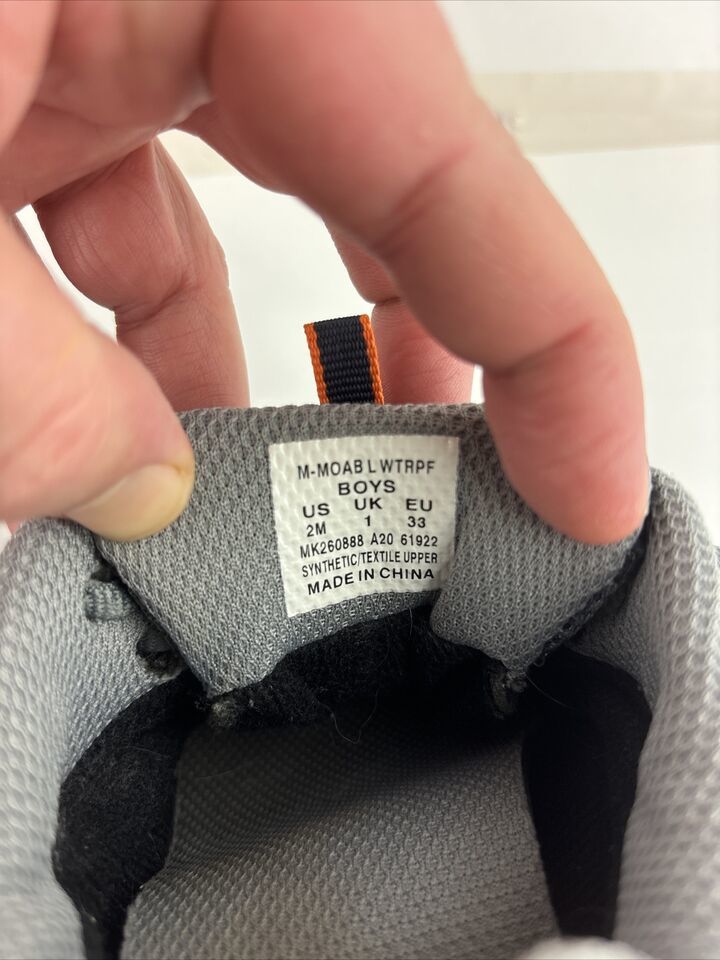 M-MOAB L WTRPF
BOYS
US UK EU
2M 1 33
MK260888 A20 61922
SYNTHETIC/TEXTILE UPPER
MADE IN CHINA